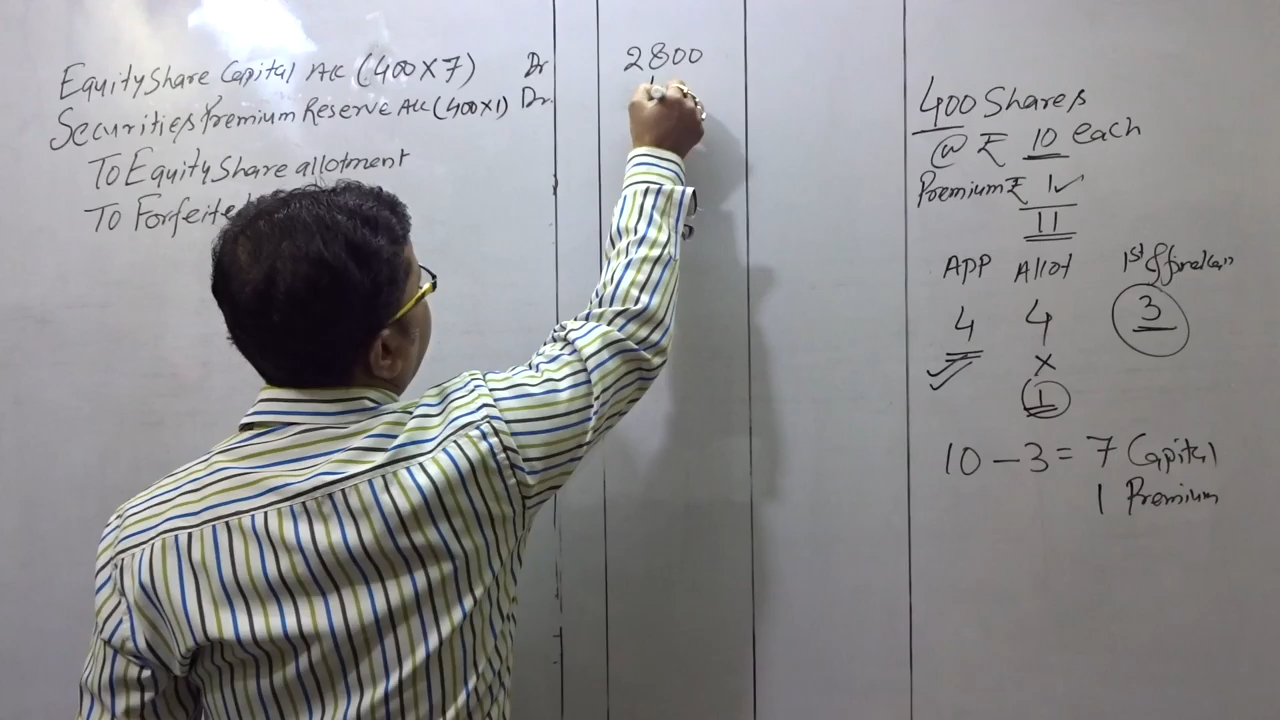 Equity Share Capital A/c (400 X 7) Dr
Securities Premium Reserve A/c (400 X 1) Dr.
To Equity Share allotment
To Forfeite
2800
400 Shares
@ ₹ 10 each
Premium ₹ 1 ✓
11
APP Allot 1st & final
4 4 3
x
1
10 - 3 = 7 Capital
1 Premium